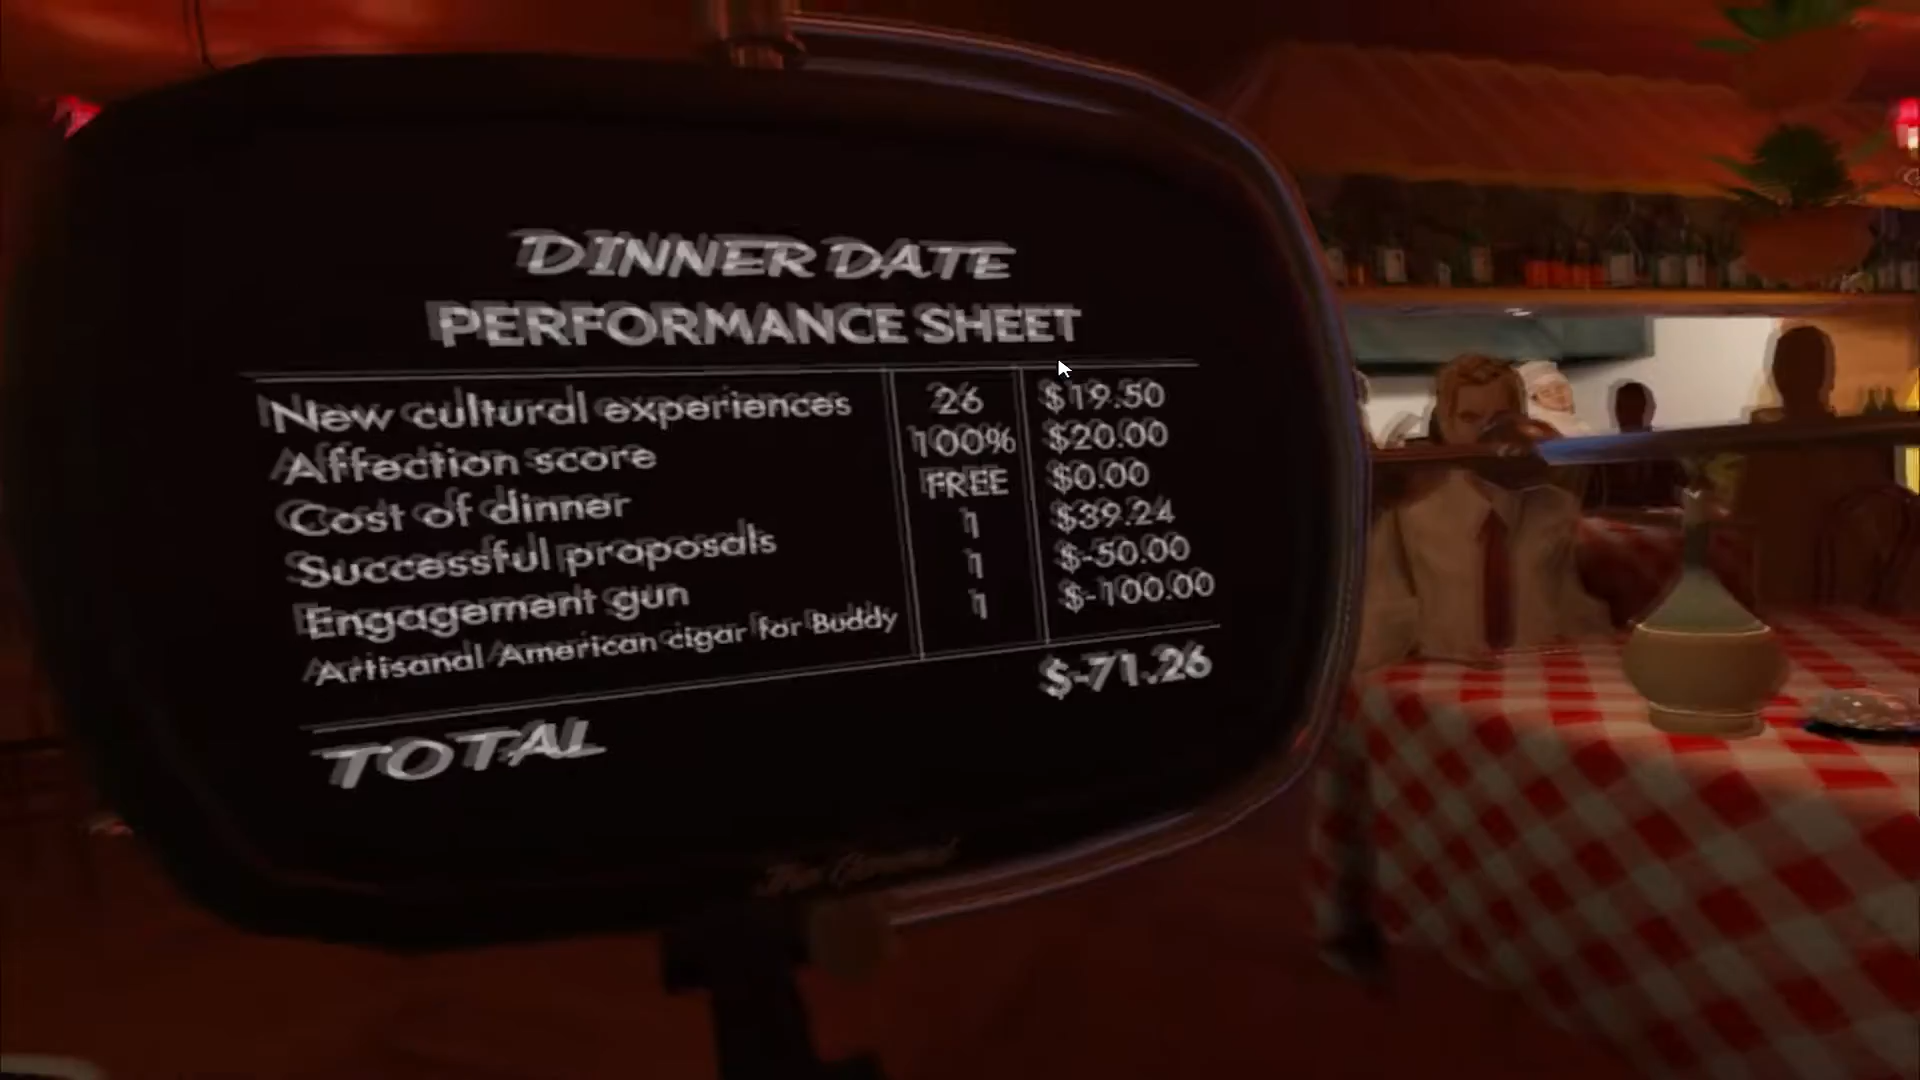 DINNER DATE
PERFORMANCE SHEET
New cultural experiences 26 $19.50
Affection score 100% $20.00
Cost of dinner FREE $0.00
Successful proposals 1 $39.24
Engagement gun 1 $-50.00
Artisanal American cigar for Buddy 1 $-100.00
TOTAL $-71.26